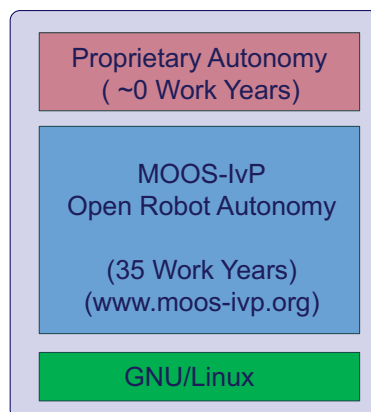 Proprietary Autonomy
( ~0 Work Years)
MOOS-IvP
Open Robot Autonomy
(35 Work Years)
(www.moos-ivp.org)
GNU/Linux